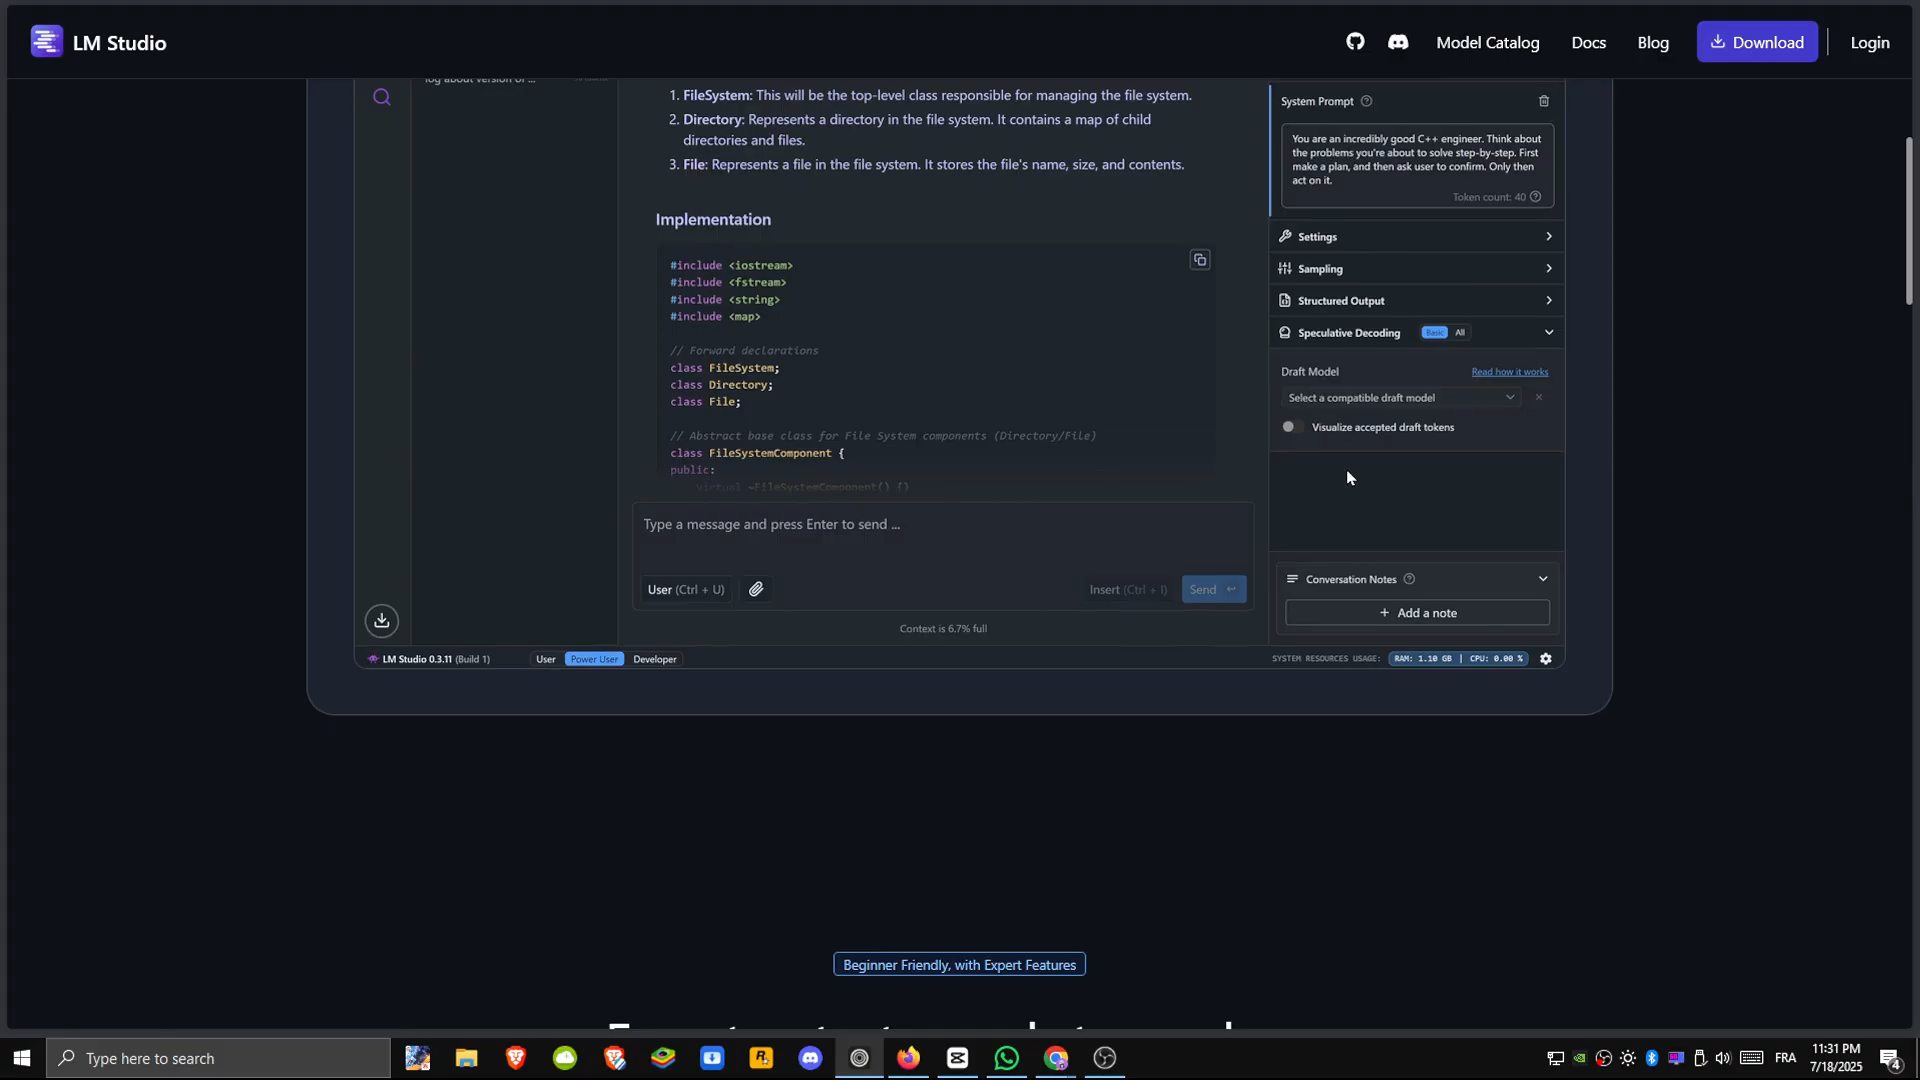 LM Studio
Model Catalog
Docs
Blog
Download
Login
log about version of ...
1. FileSystem: This will be the top-level class responsible for managing the file system.
2. Directory: Represents a directory in the file system. It contains a map of child
directories and files.
3. File: Represents a file in the file system. It stores the file's name, size, and contents.
Implementation
#include <iostream>
#include <fstream>
#include <string>
#include <map>
// Forward declarations
class FileSystem;
class Directory;
class File;
// Abstract base class for File System components (Directory/File)
class FileSystemComponent {
public:
virtual ~FileSystemComponent() {}
Type a message and press Enter to send ...
User (Ctrl + U)
Insert (Ctrl + I)
Send
Context is 6.7% full
System Prompt
You are an incredibly good C++ engineer. Think about
the problems you're about to solve step-by-step. First
make a plan, and then ask user to confirm. Only then
act on it.
Token count: 40
Settings
Sampling
Structured Output
Speculative Decoding Basic All
Draft Model Read how it works
Select a compatible draft model
Visualize accepted draft tokens
Conversation Notes
+ Add a note
LM Studio 0.3.11 (Build 1)
User Power User Developer
SYSTEM RESOURCES USAGE: RAM: 1.10 GB | CPU: 0.00 %
Beginner Friendly, with Expert Features
Type here to search
FRA
11:31 PM
7/18/2025
4